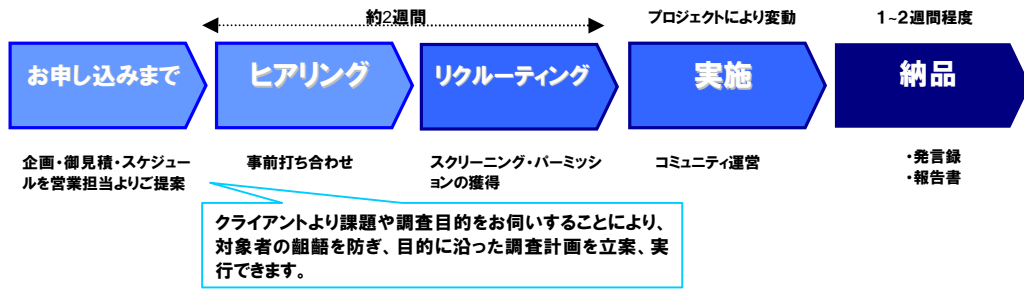 約2週間
プロジェクトにより変動
1~2週間程度
お申し込みまで
ヒアリング
リクルーティング
実施
納品
企画・御見積・スケジュー
ルを営業担当よりご提案
事前打ち合わせ
スクリーニング・パーミッシ
ョンの獲得
コミュニティ運営
・発言録
・報告書
クライアントより課題や調査目的をお伺いすることにより、
対象者の齟齬を防ぎ、目的に沿った調査計画を立案、実
行できます。